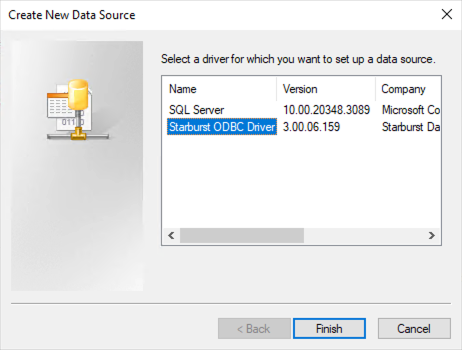 Create New Data Source
Select a driver for which you want to set up a data source.
Name Version Company
SQL Server 10.00.20348.3089 Microsoft Co
Starburst ODBC Driver 3.00.06.159 Starburst Da
< Back Finish Cancel